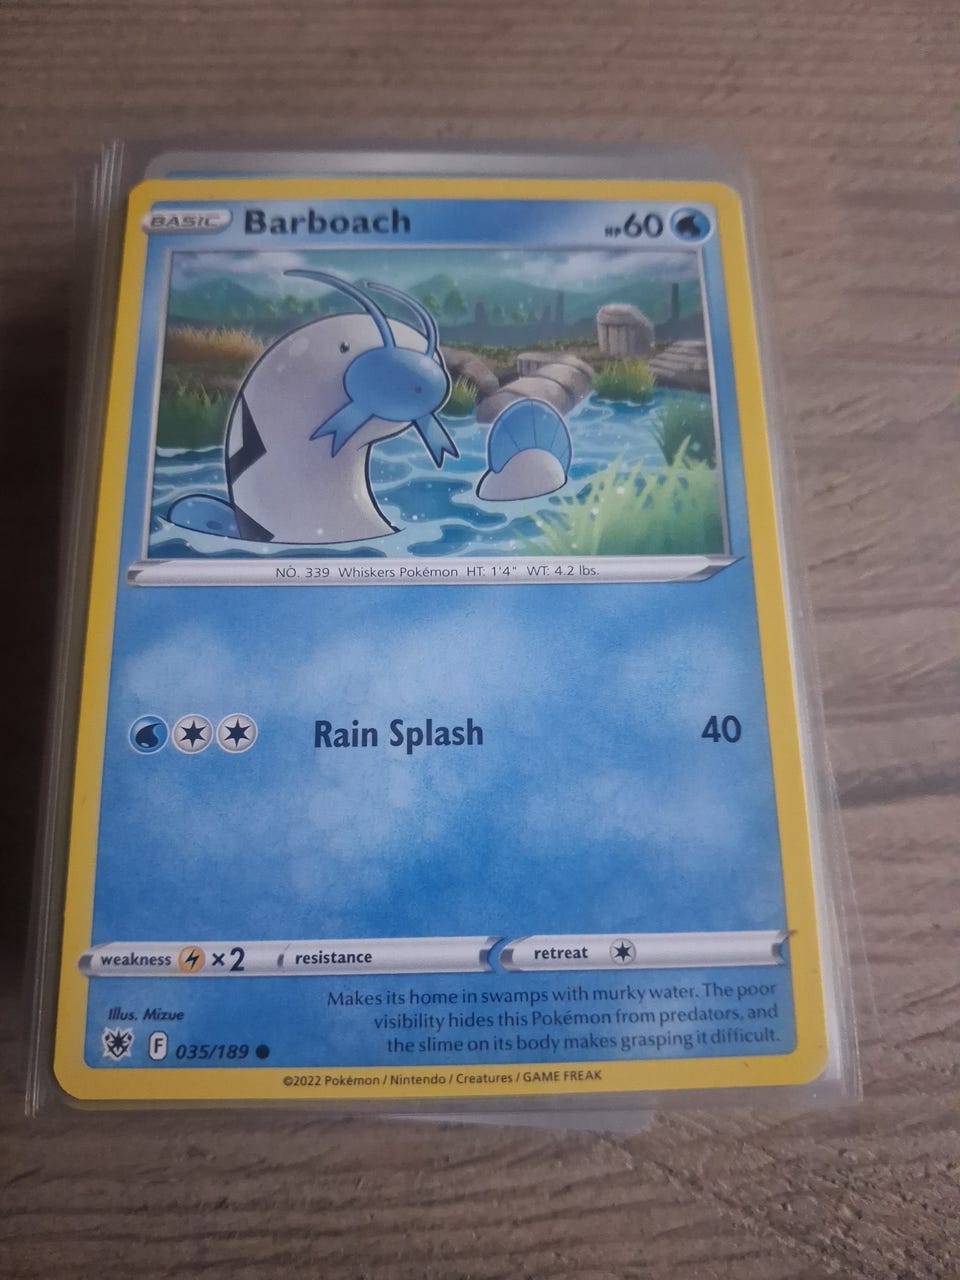 BASIC Barboach HP60
NO. 339 Whiskers Pokémon HT: 1'4" WT: 4.2 lbs.
Rain Splash 40
weakness ×2 resistance retreat
Illus. Mizue
Makes its home in swamps with murky water. The poor
visibility hides this Pokémon from predators, and
the slime on its body makes grasping it difficult.
F 035/189
©2022 Pokémon / Nintendo / Creatures / GAME FREAK